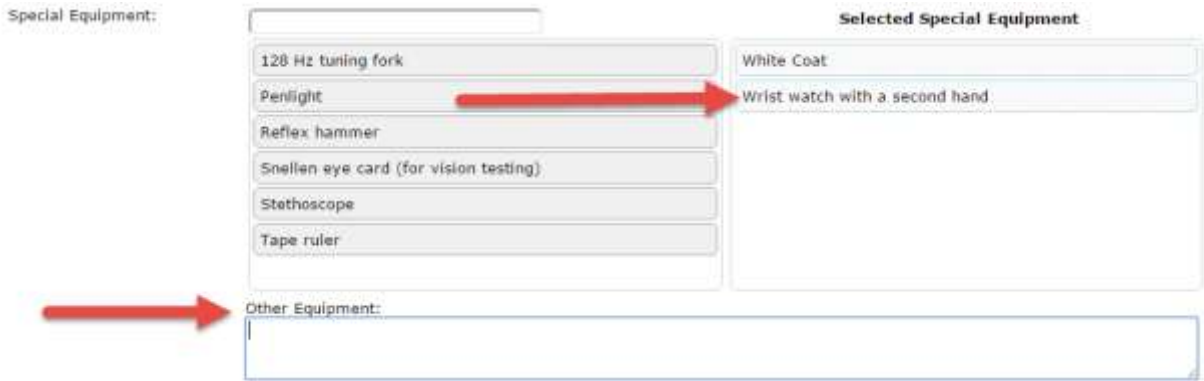 Special Equipment:
Selected Special Equipment
128 Hz tuning fork
White Coat
Penlight
Wrist watch with a second hand
Reflex hammer
Snellen eye card (for vision testing)
Stethoscope
Tape ruler
Other Equipment: